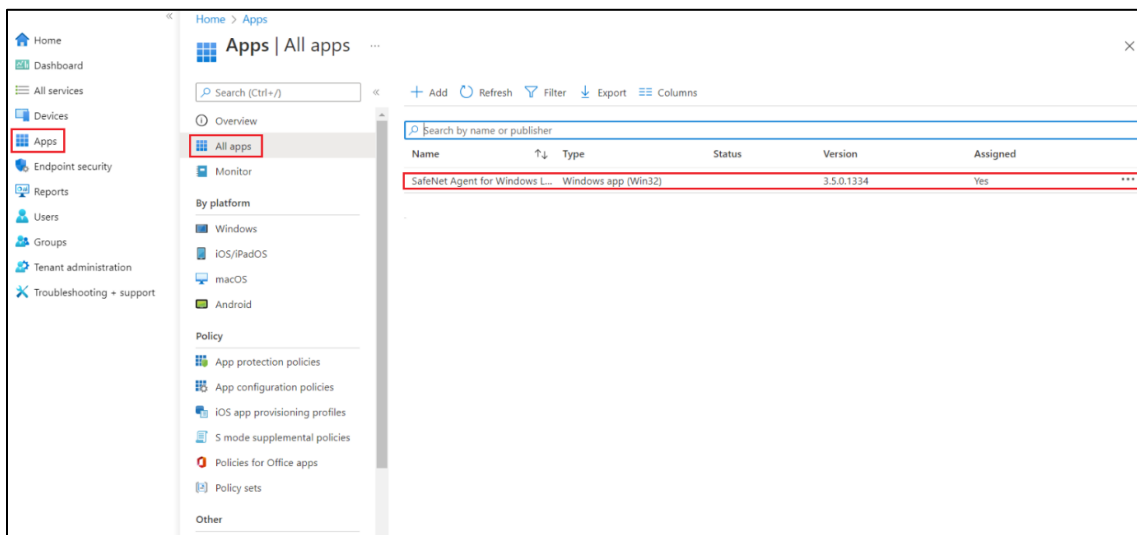 Home > Apps
Apps | All apps ...
Home
Dashboard
All services
Devices
Apps
Endpoint security
Reports
Users
Groups
Tenant administration
Troubleshooting + support
Search (Ctrl+/)
Overview
All apps
Monitor
By platform
Windows
iOS/iPadOS
macOS
Android
Policy
App protection policies
App configuration policies
iOS app provisioning profiles
S mode supplemental policies
Policies for Office apps
Policy sets
Other
Add Refresh Filter Export Columns
Search by name or publisher
Name Type Status Version Assigned
SafeNet Agent for Windows L... Windows app (Win32) 3.5.0.1334 Yes ...